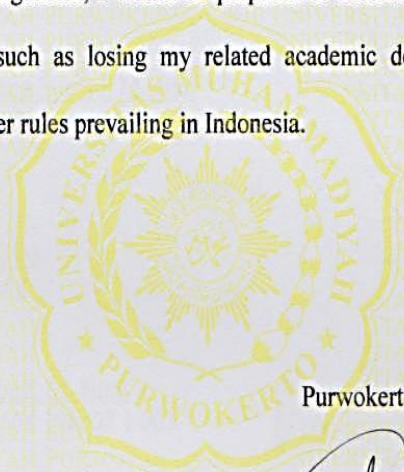 such as losing my related academic de
er rules prevailing in Indonesia.
UNIVERSITAS MUHAMMADIYAH
PURWOKERTO
Purwokert